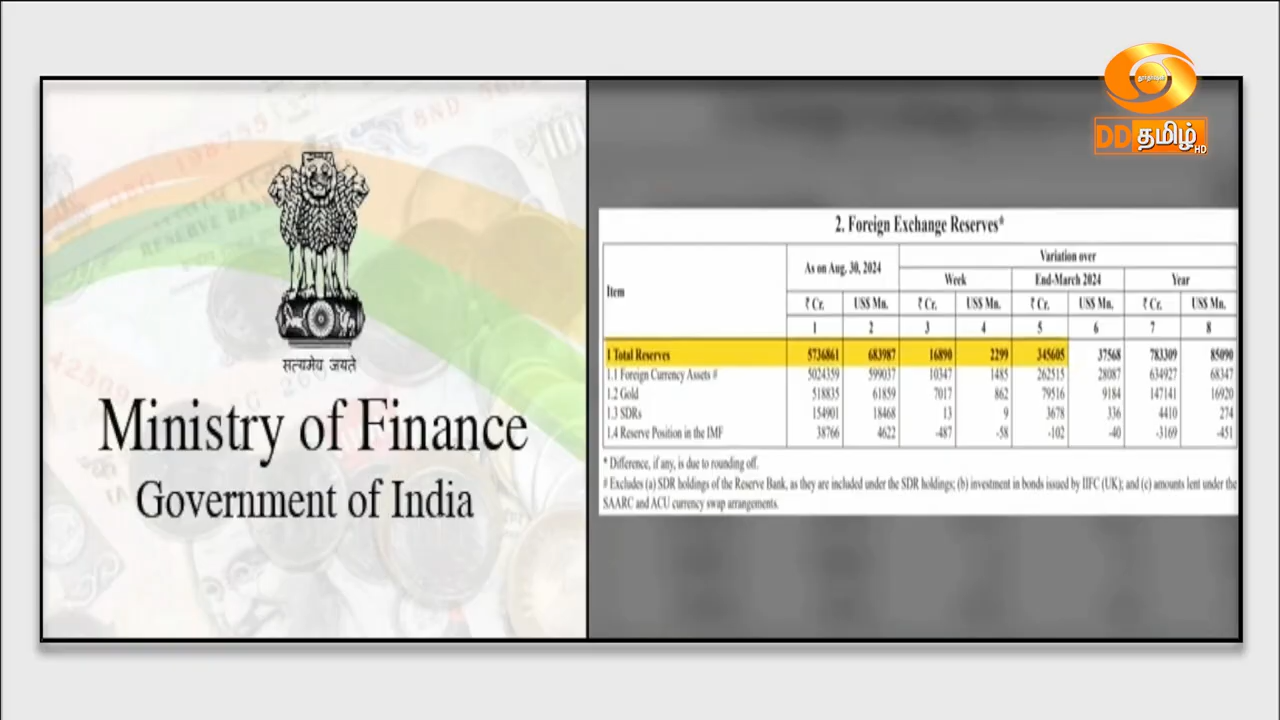 தமிழ்
DD தமிழ் HD
सत्यमेव जयते
Ministry of Finance
Government of India
2. Foreign Exchange Reserves*
Item As on Aug. 30, 2024 Variation over
Week End-March 2024 Year
₹ Cr. US$ Mn. ₹ Cr. US$ Mn. ₹ Cr. US$ Mn. ₹ Cr. US$ Mn.
1 2 3 4 5 6 7 8
1 Total Reserves 5736861 683987 16890 2299 345605 37568 783309 85090
1.1 Foreign Currency Assets # 5024359 599037 10347 1485 262515 28087 634927 68347
1.2 Gold 518835 61859 7017 862 79516 9184 147141 16920
1.3 SDRs 154901 18468 13 9 3678 336 4410 274
1.4 Reserve Position in the IMF 38766 4622 -487 -58 -102 -40 -3169 -451
* Difference, if any, is due to rounding off.
# Excludes (a) SDR holdings of the Reserve Bank, as they are included under the SDR holdings; (b) investment in bonds issued by IIFC (UK); and (c) amounts lent under the
SAARC and ACU currency swap arrangements.